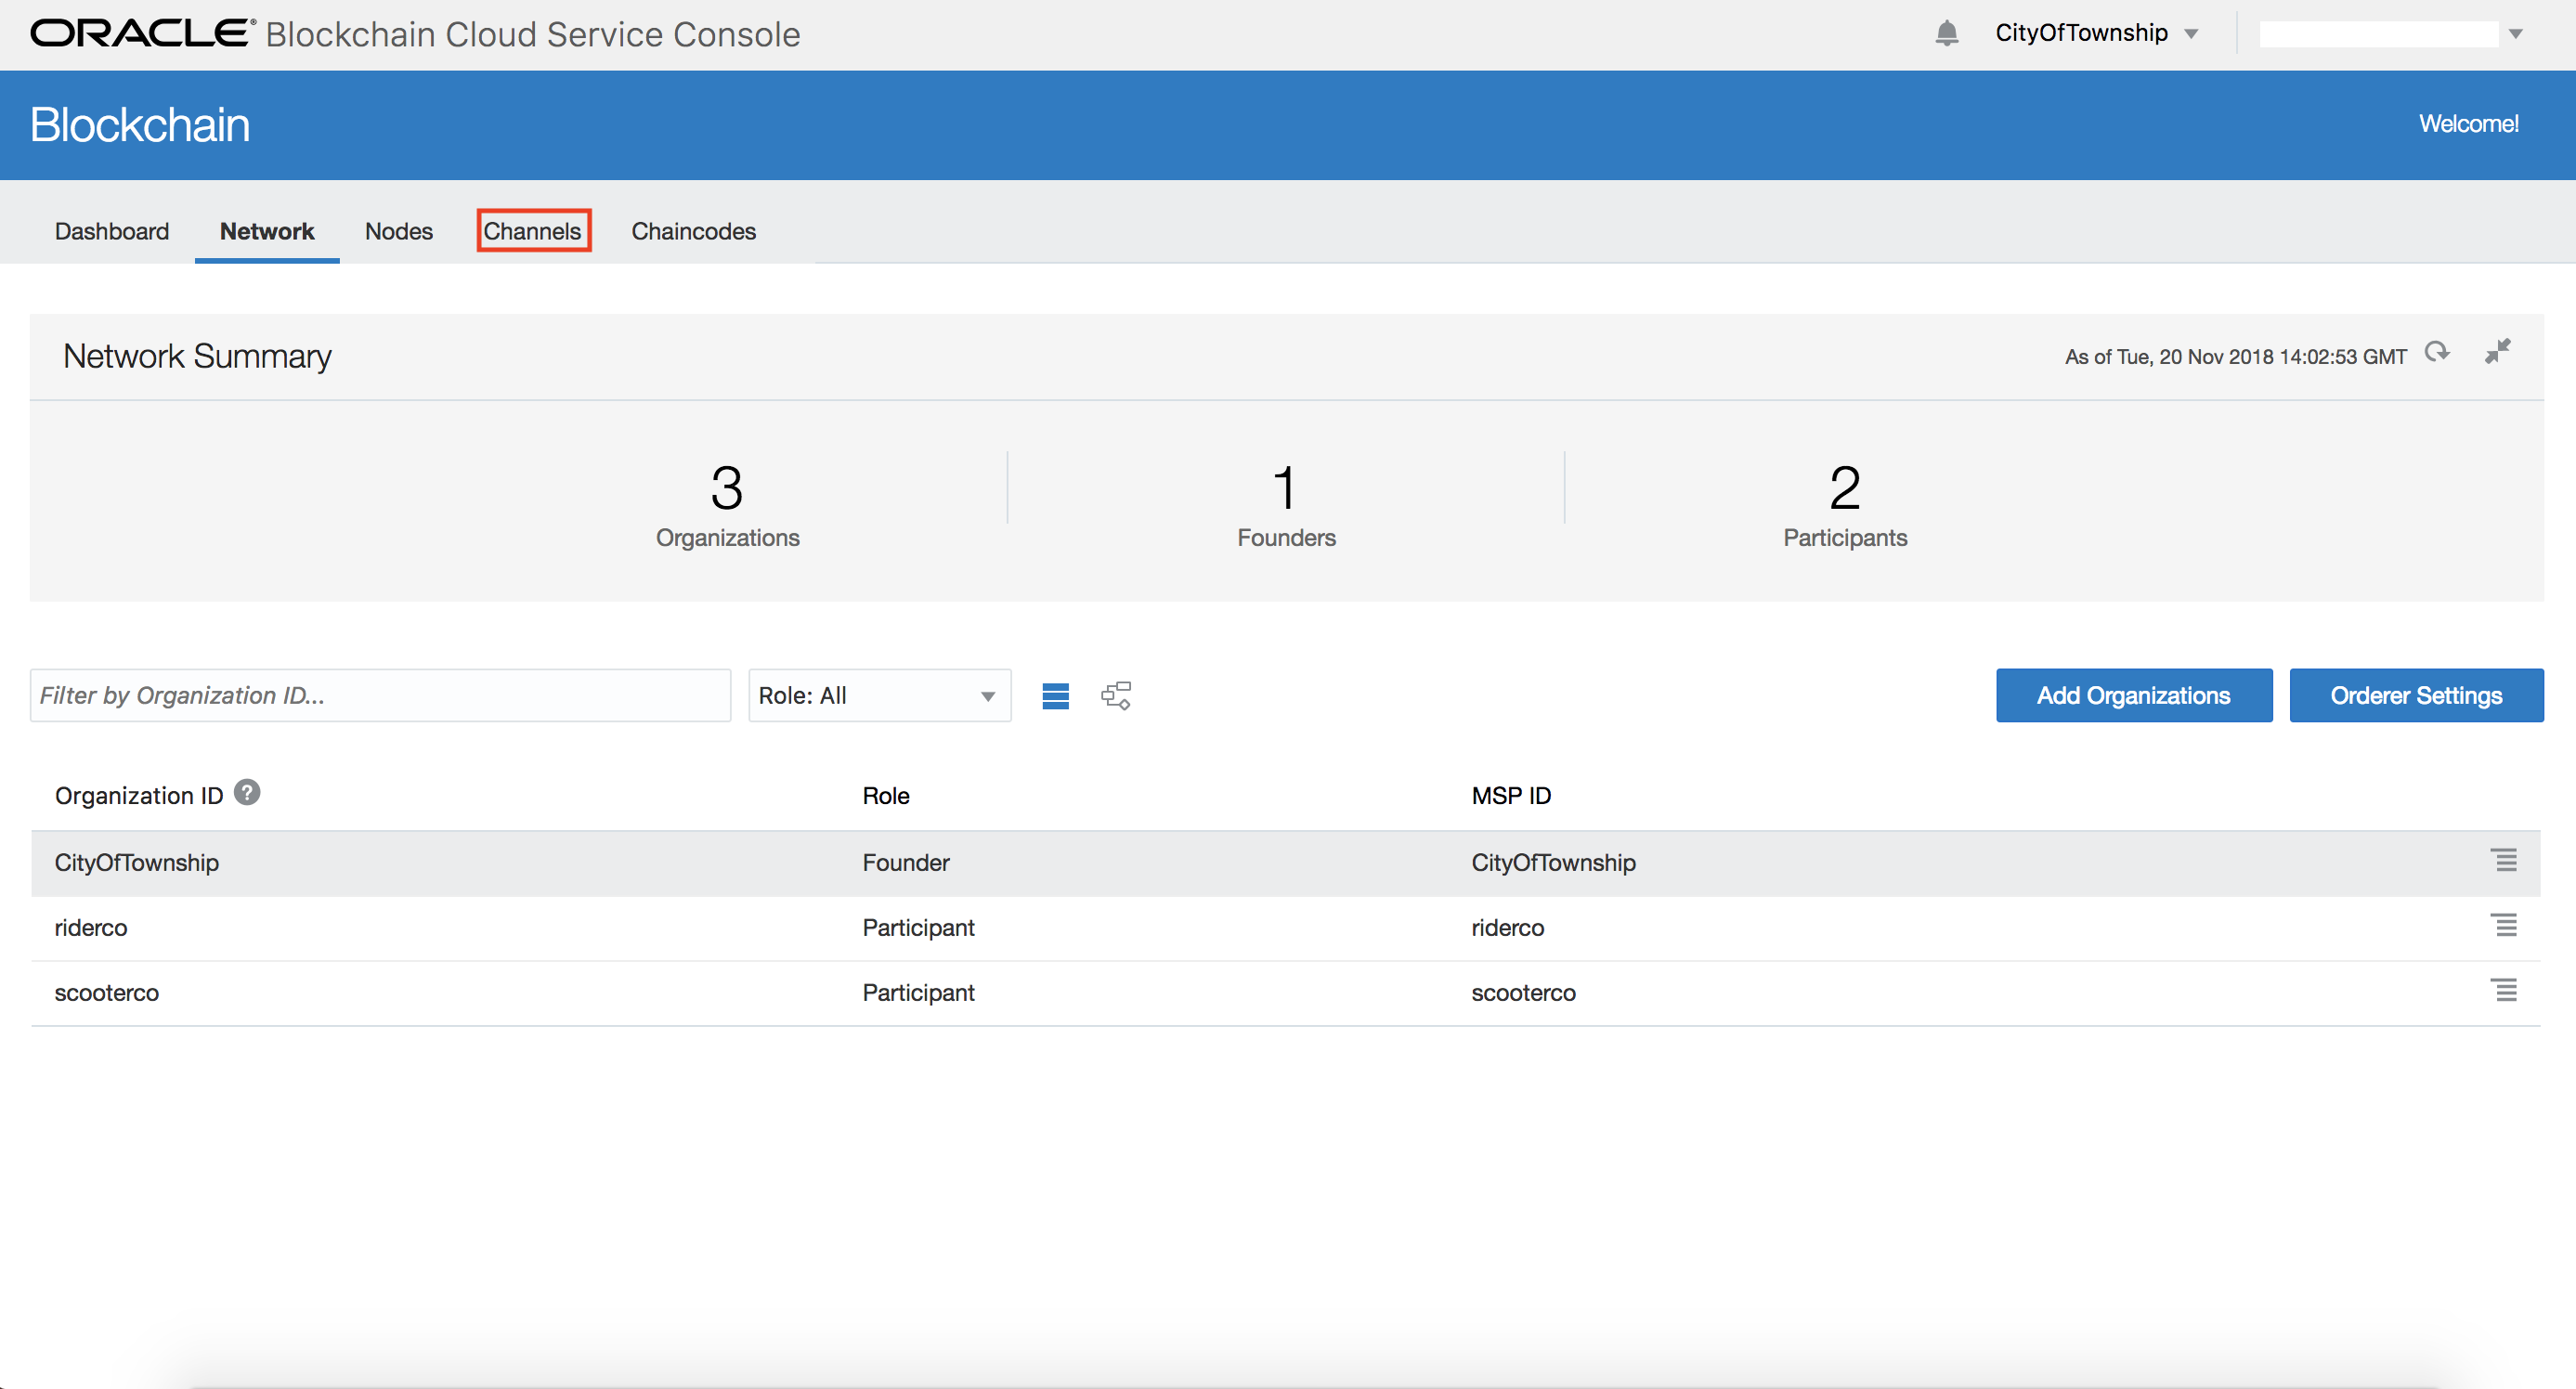 ORACLE® Blockchain Cloud Service Console
CityOfTownship
Blockchain
Welcome!
Dashboard Network Nodes Channels Chaincodes
Network Summary
As of Tue, 20 Nov 2018 14:02:53 GMT
3 1 2
Organizations Founders Participants
Filter by Organization ID... Role: All Add Organizations Orderer Settings
Organization ID ? Role MSP ID
CityOfTownship Founder CityOfTownship
riderco Participant riderco
scooterco Participant scooterco